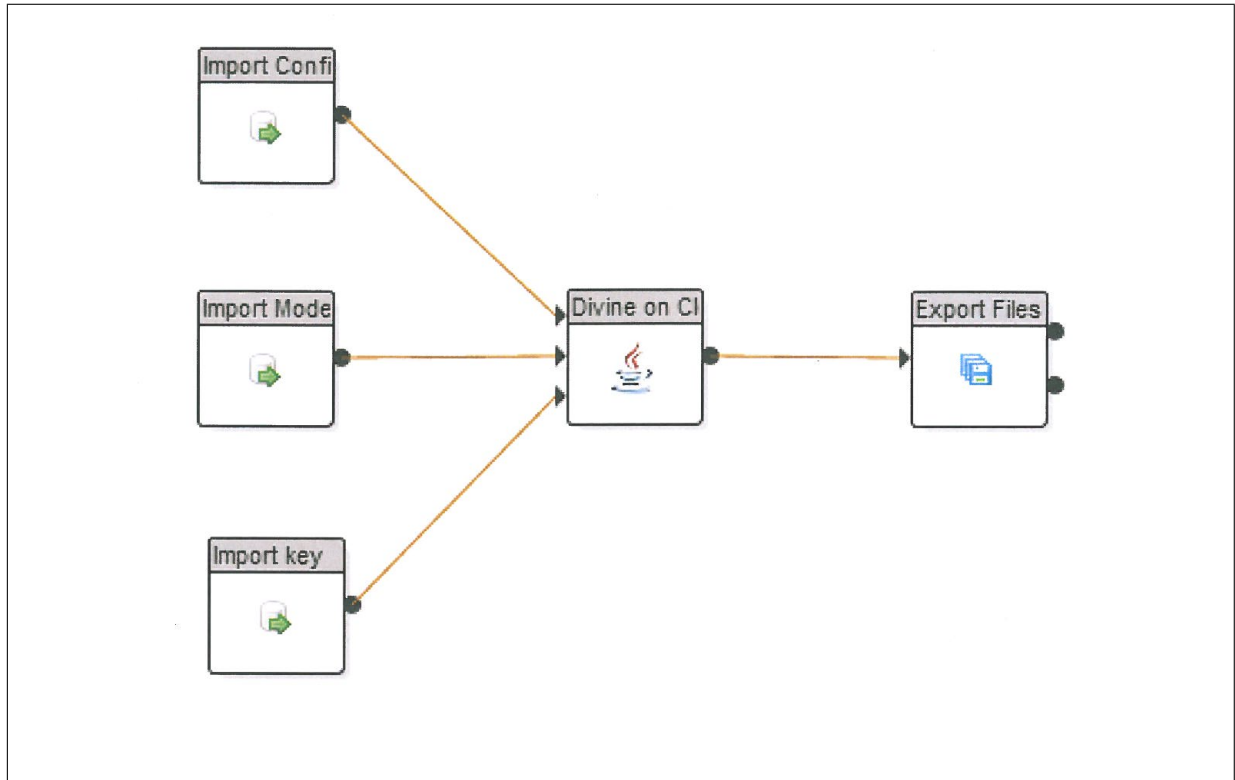 Import Confi
Import Mode
Divine on Cl
Export Files
Import key